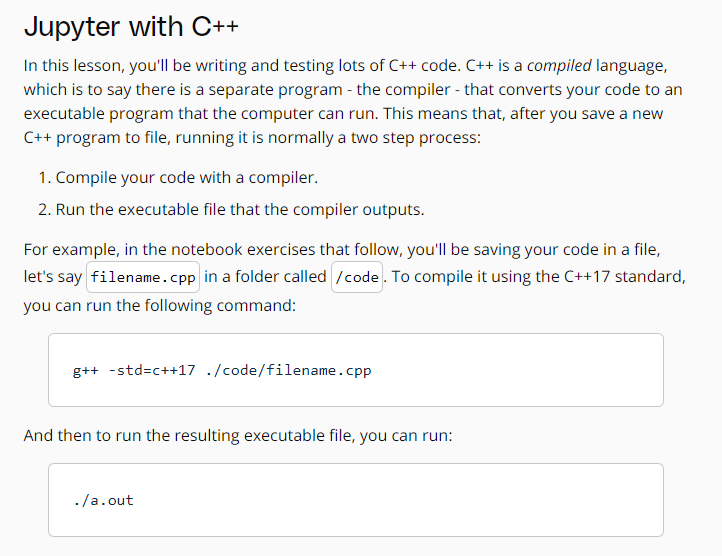 Jupyter with C++
In this lesson, you'll be writing and testing lots of C++ code. C++ is a compiled language,
which is to say there is a separate program - the compiler - that converts your code to an
executable program that the computer can run. This means that, after you save a new
C++ program to file, running it is normally a two step process:
1. Compile your code with a compiler.
2. Run the executable file that the compiler outputs.
For example, in the notebook exercises that follow, you'll be saving your code in a file,
let's say filename.cpp in a folder called /code. To compile it using the C++17 standard,
you can run the following command:
g++ -std=c++17 ./code/filename.cpp
And then to run the resulting executable file, you can run:
./a.out